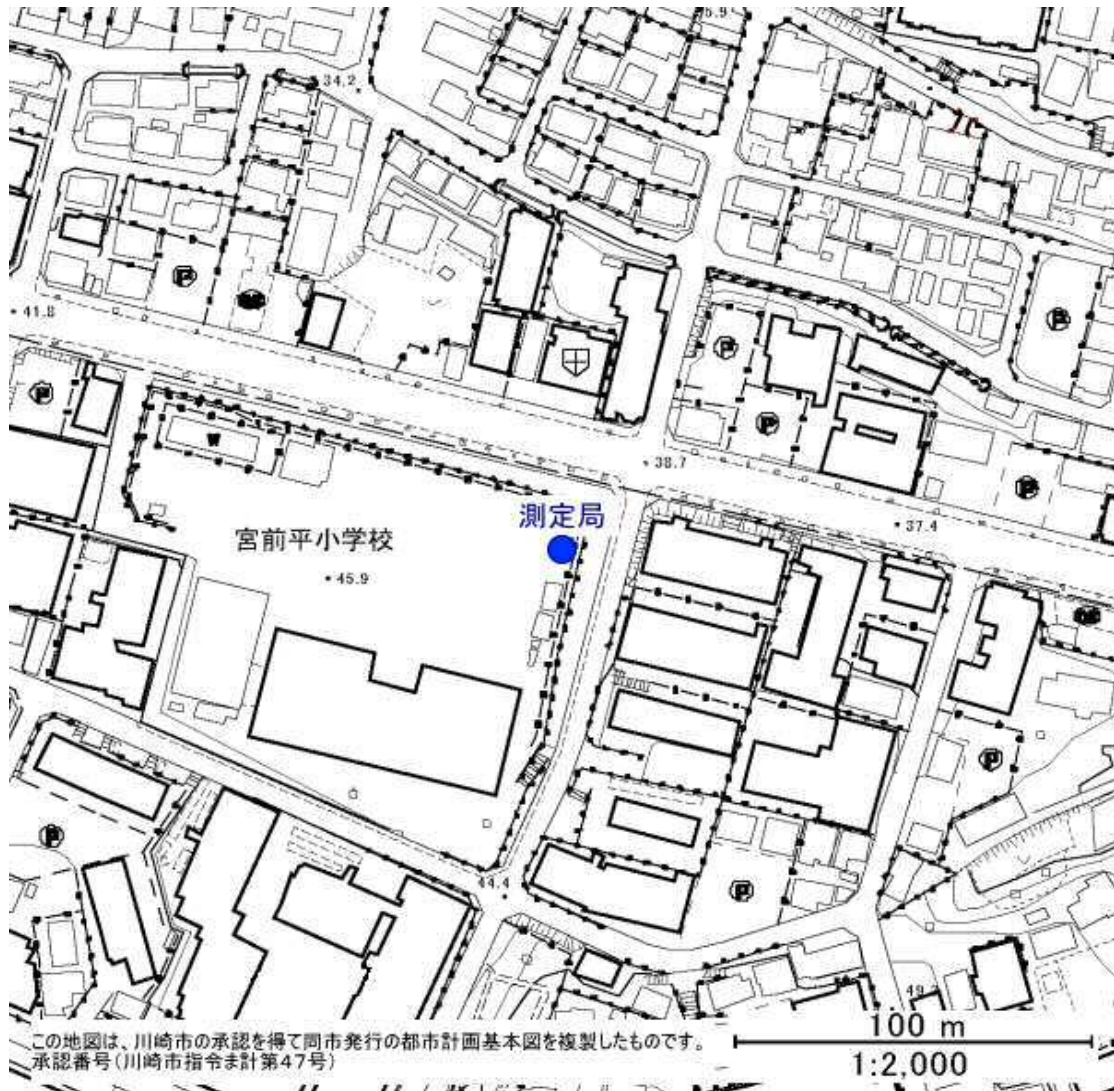 34.2
41.8
38.7
測定局
37.4
宮前平小学校
45.9
44.4
100 m
この地図は、川崎市の承認を得て同市発行の都市計画基本図を複製したものです。
承認番号(川崎市指令ま計第47号)
1:2,000